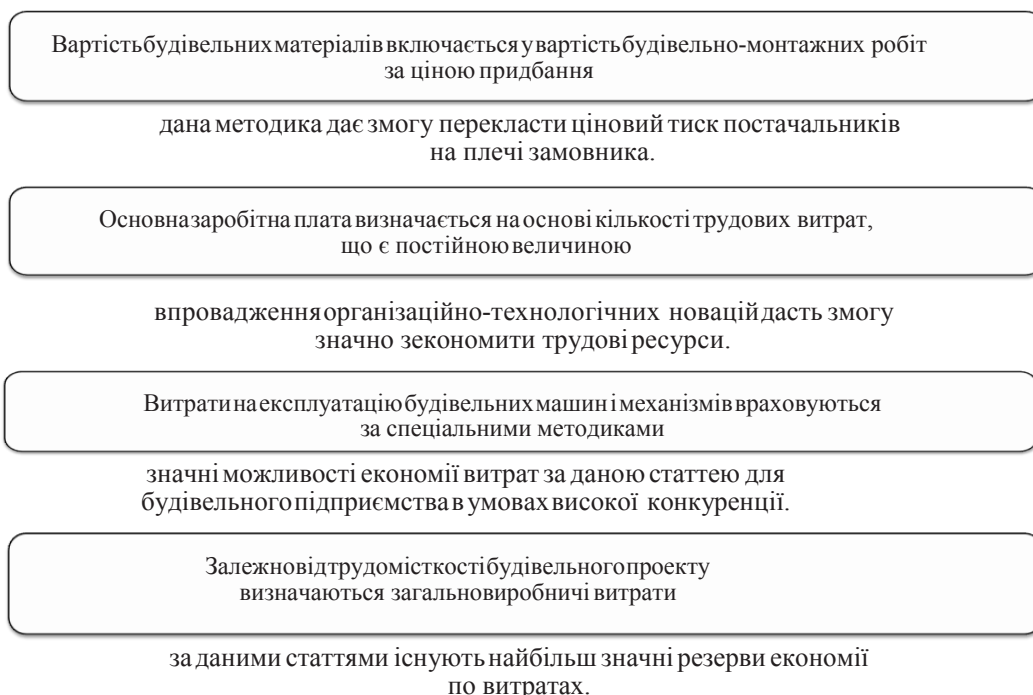 Вартість будівельних матеріалів включається у вартість будівельно-монтажних робіт
за ціною придбання
дана методика дає змогу перекласти ціновий тиск постачальників
на плечі замовника.
Основна заробітна плата визначається на основі кількості трудових витрат,
що є постійною величиною
впровадження організаційно-технологічних новацій дасть змогу
значно зекономити трудові ресурси.
Витрати на експлуатацію будівельних машин і механізмів враховуються
за спеціальними методиками
значні можливості економії витрат за даною статтею для
будівельного підприємства в умовах високої конкуренції.
Залежно від трудомісткості будівельного проекту
визначаються загальновиробничі витрати
за даними статтями існують найбільш значні резерви економії
по витратах.